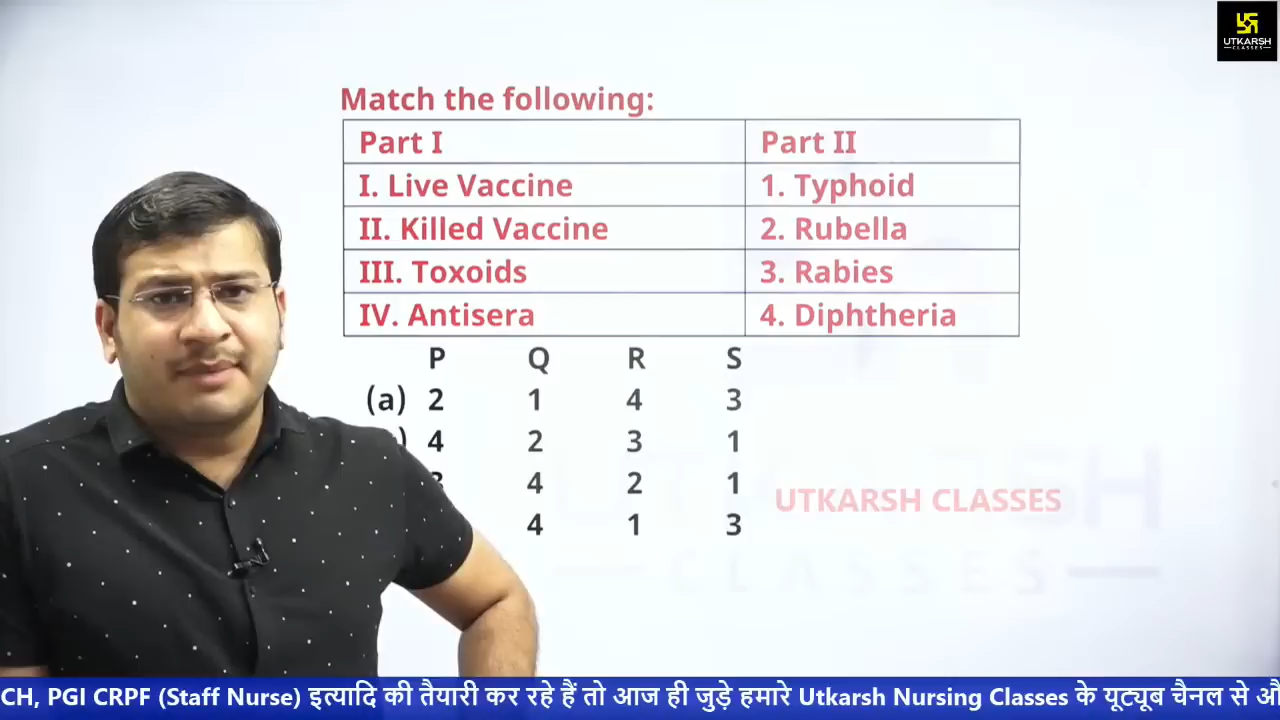 UTKARSH
CLASSES
Match the following:
Part I Part II
I. Live Vaccine 1. Typhoid
II. Killed Vaccine 2. Rubella
III. Toxoids 3. Rabies
IV. Antisera 4. Diphtheria
P Q R S
(a) 2 1 4 3
) 4 2 3 1
4 2 1
4 1 3
UTKARSH CLASSES
UTKARSH
CLASSES
CH, PGI CRPF (Staff Nurse) इत्यादि की तैयारी कर रहे हैं तो आज ही जुड़े हमारे Utkarsh Nursing Classes के यूट्यूब चैनल से औ